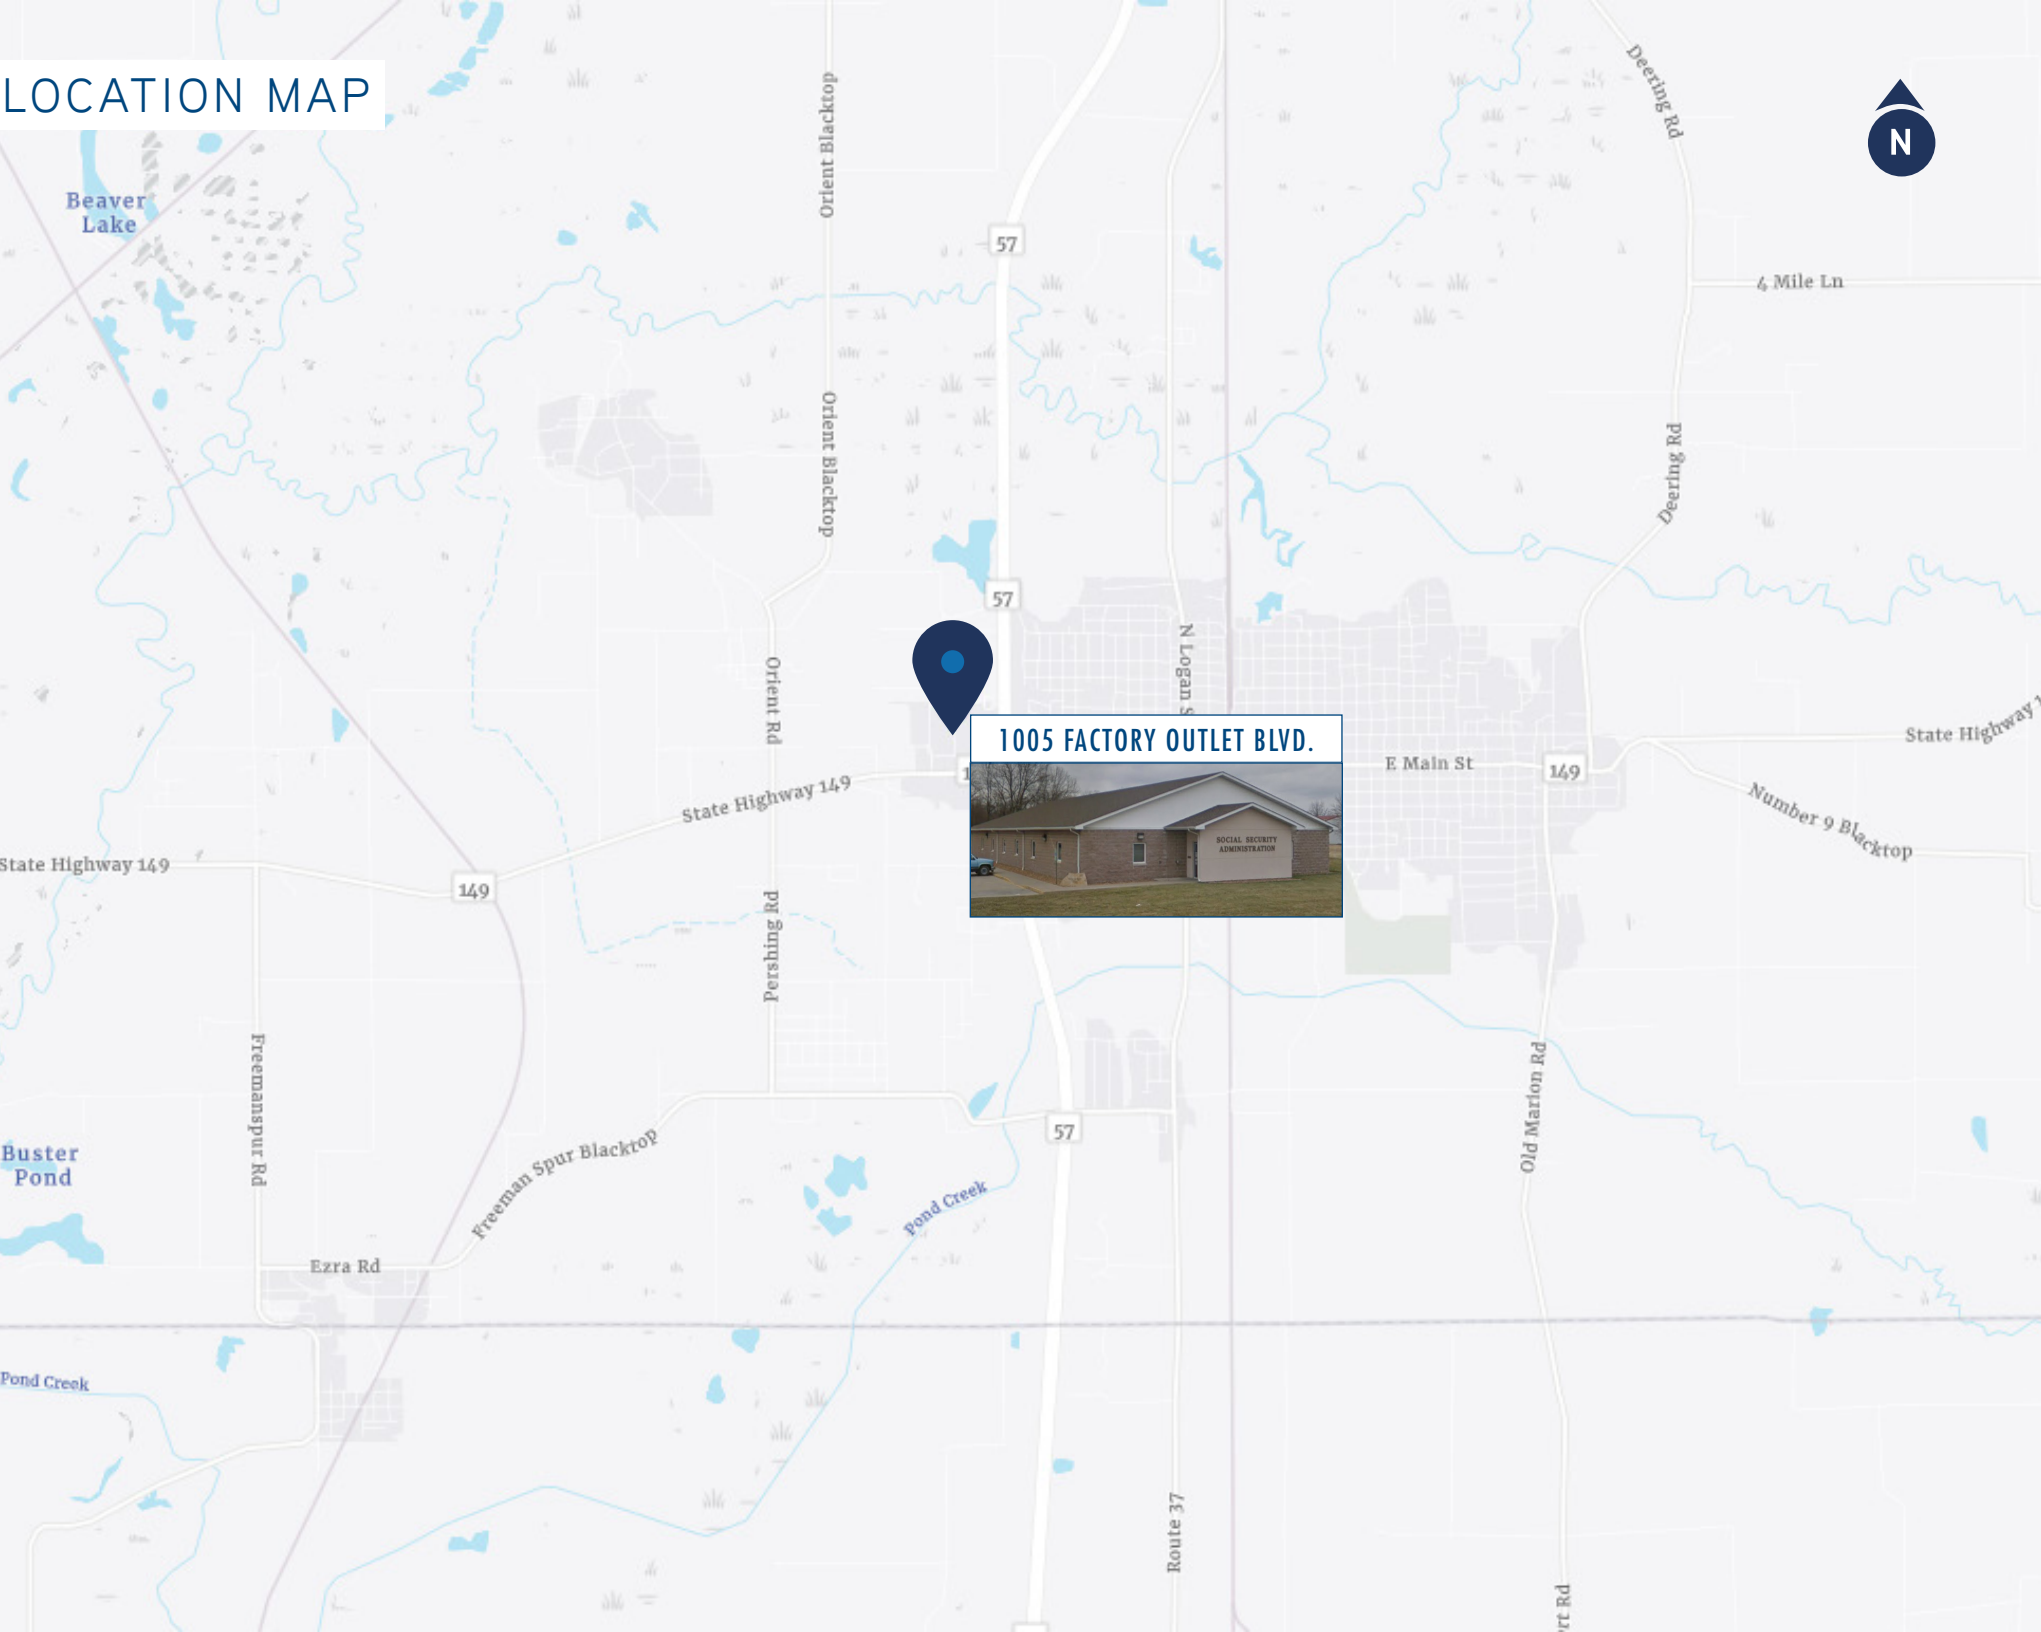 LOCATION MAP
Orient Blacktop
Deering Rd
N
Beaver
Lake
57
4 Mile Ln
Orient Blacktop
Deering Rd
57
N Logan S
Orient Rd
1005 FACTORY OUTLET BLVD.
State Highway 1
E Main St
149
State Highway 149
Number 9 Blacktop
SOCIAL SECURITY
ADMINISTRATION
State Highway 149
149
Pershing Rd
Freemanspur Rd
Old Marion Rd
57
Freeman Spur Blacktop
Buster
Pond
Pond Creek
Ezra Rd
Pond Creek
Route 37
rt Rd